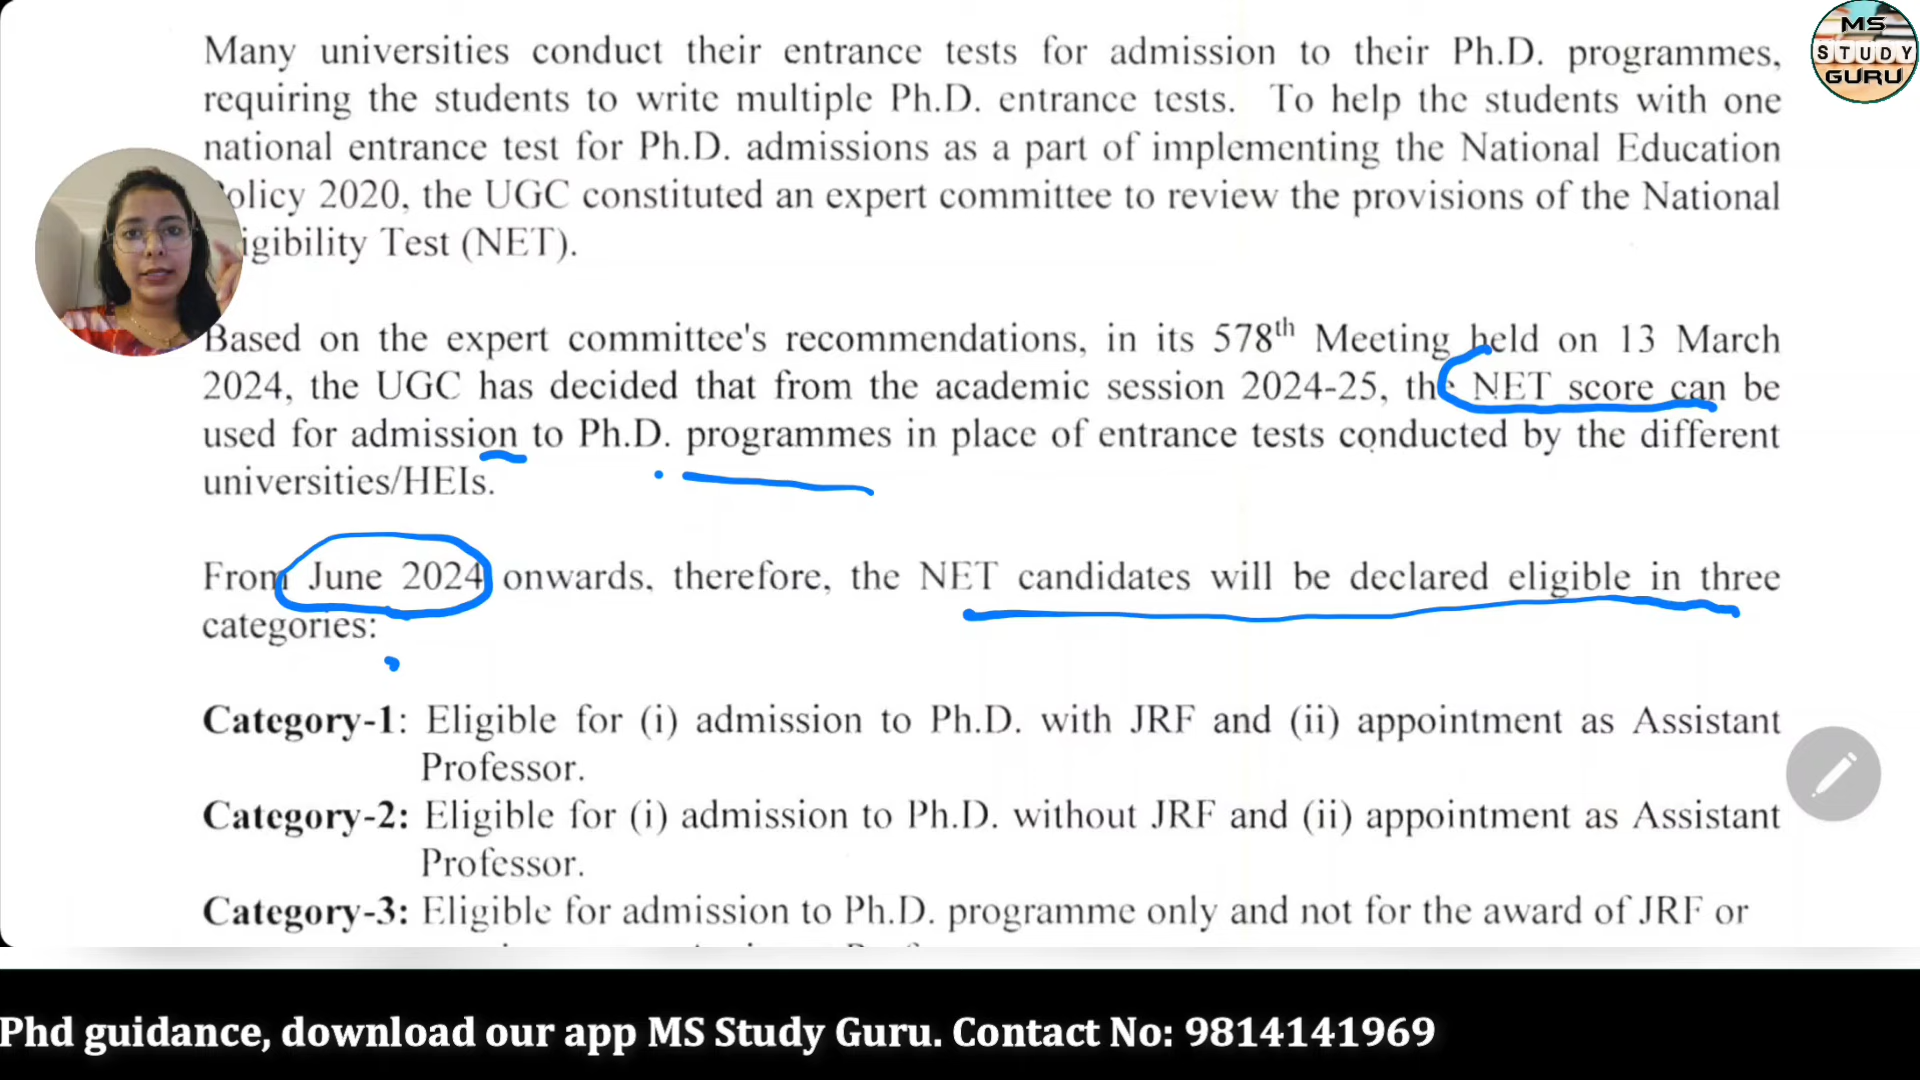 MS
STUDY
GURU
Many universities conduct their entrance tests for admission to their Ph.D. programmes,
requiring the students to write multiple Ph.D. entrance tests. To help the students with one
national entrance test for Ph.D. admissions as a part of implementing the National Education
olicy 2020, the UGC constituted an expert committee to review the provisions of the National
igibility Test (NET).
Based on the expert committee's recommendations, in its 578th Meeting held on 13 March
2024, the UGC has decided that from the academic session 2024-25, the NET score can be
used for admission to Ph.D. programmes in place of entrance tests conducted by the different
universities/HEIs.
From June 2024 onwards, therefore, the NET candidates will be declared eligible in three
categories:
Category-1: Eligible for (i) admission to Ph.D. with JRF and (ii) appointment as Assistant
Professor.
Category-2: Eligible for (i) admission to Ph.D. without JRF and (ii) appointment as Assistant
Professor.
Category-3: Eligible for admission to Ph.D. programme only and not for the award of JRF or
Phd guidance, download our app MS Study Guru. Contact No: 9814141969